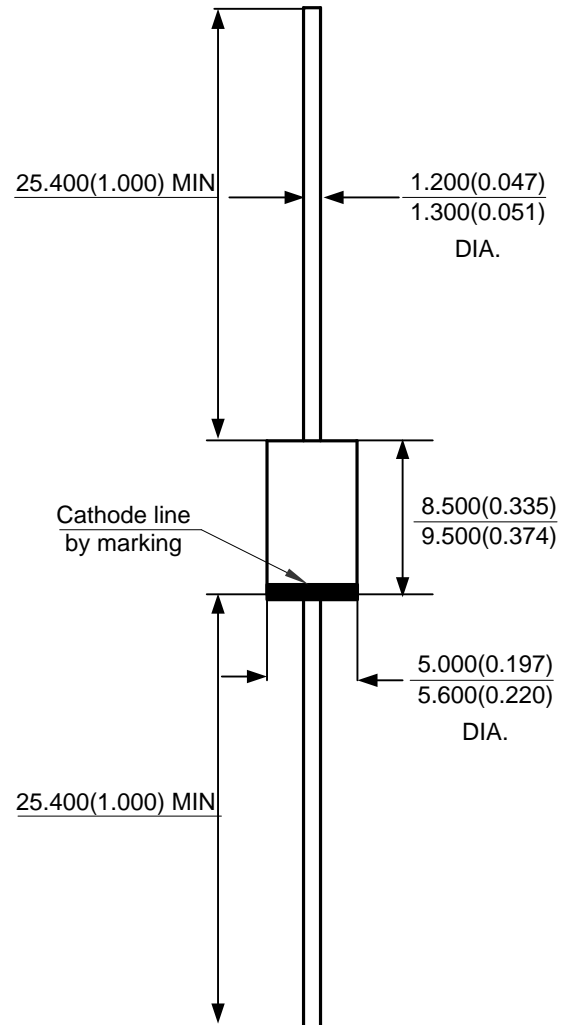 25.400(1.000) MIN
1.200(0.047)
1.300(0.051)
DIA.
Cathode line
by marking
8.500(0.335)
9.500(0.374)
5.000(0.197)
5.600(0.220)
DIA.
25.400(1.000) MIN